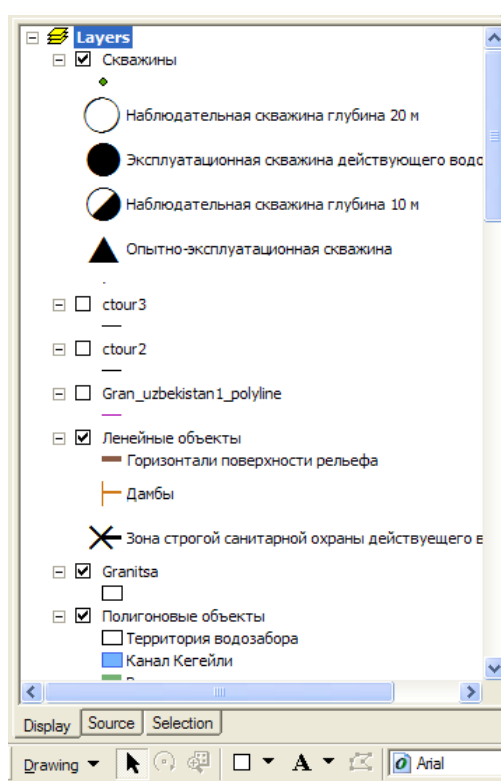 Layers
Скважины
Наблюдательная скважина глубина 20 м
Эксплуатационная скважина действующего водо
Наблюдательная скважина глубина 10 м
Опытно-эксплуатационная скважина
ctour3
ctour2
Gran_uzbekistan1_polyline
Ленейные объекты
Горизонтали поверхности рельефа
Дамбы
Зона строгой санитарной охраны действуещего в
Granitsa
Полигоновые объекты
Территория водозабора
Канал Кегейли
Display Source Selection
Drawing A Arial